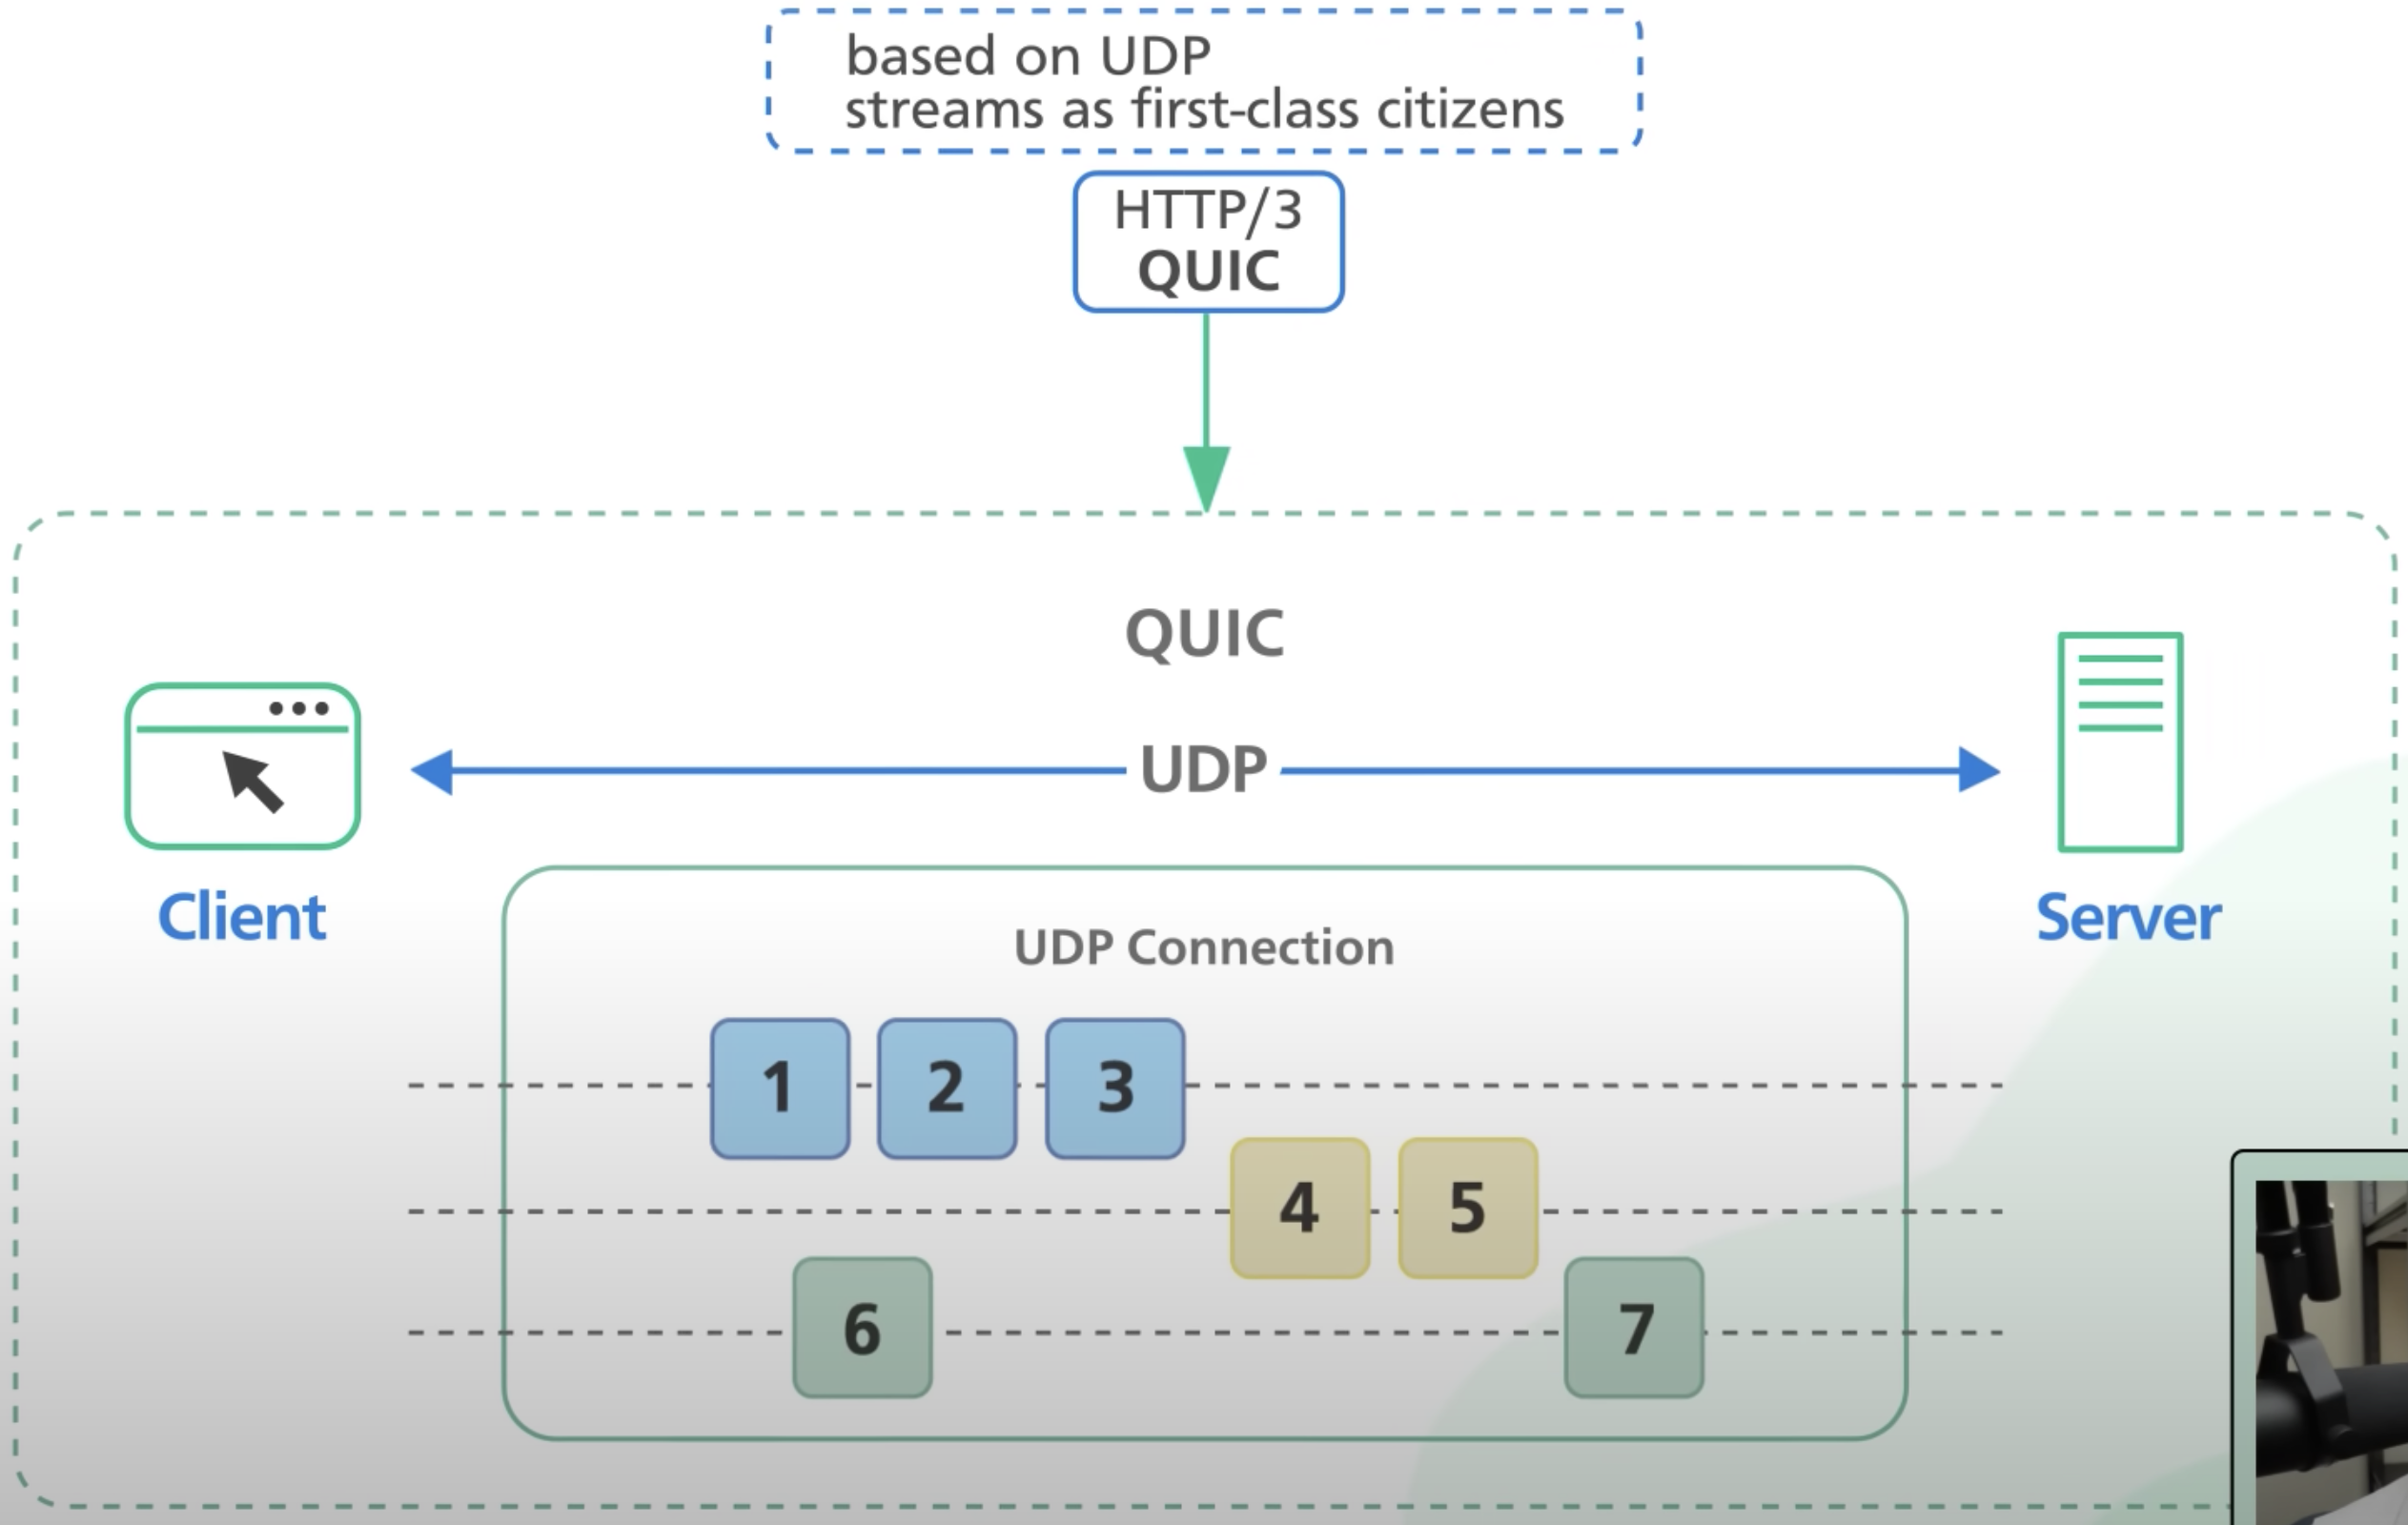 based on UDP
streams as first-class citizens
HTTP/3
QUIC
QUIC
UDP
Client
Server
UDP Connection
1 2 3
4 5
6 7